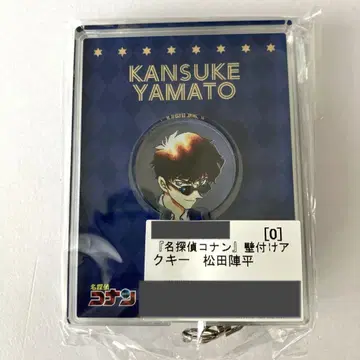 KANSUKE
YAMATO
[0]
『名探偵コナン』壁付けア
クキー 松田陣平
名探偵
コナン